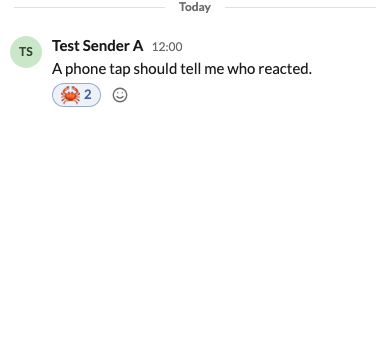 Today
TS
Test Sender A 12:00
A phone tap should tell me who reacted.
🦀 2